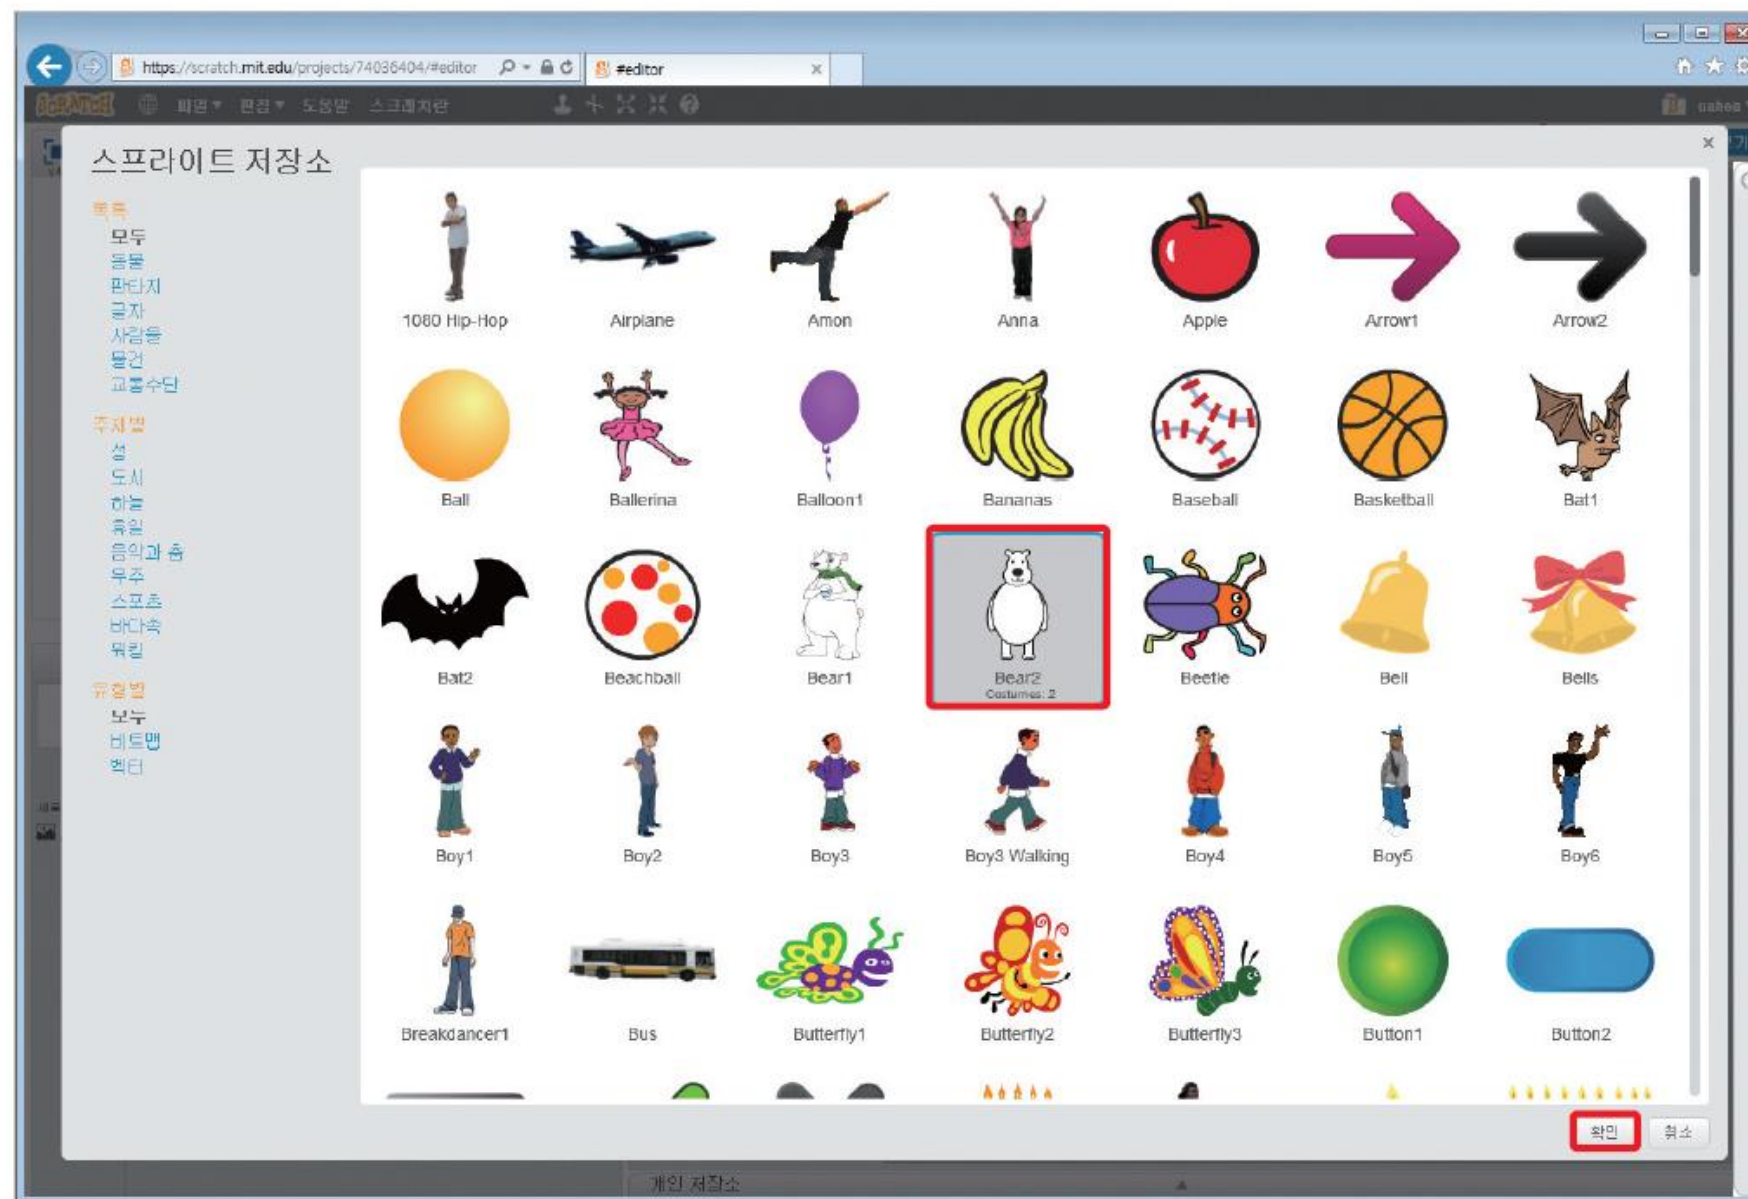 https://scratch.mit.edu/projects/74036404/#editor
#editor
SCRATCH 파일 편집 도움말 스크래치란
스프라이트 저장소
목록
모두
동물
판타지
글자
사람들
물건
교통수단
주제별
성
도시
하늘
휴일
음악과 춤
우주
스포츠
바다속
워킹
유형별
모두
비트맵
벡터
1080 Hip-Hop Airplane Amon Anna Apple Arrow1 Arrow2
Ball Ballerina Balloon1 Bananas Baseball Basketball Bat1
Bat2 Beachball Bear1 Bear2 Beetle Bell Bells
Costumes: 2
Boy1 Boy2 Boy3 Boy3 Walking Boy4 Boy5 Boy6
Breakdancer1 Bus Butterfly1 Butterfly2 Butterfly3 Button1 Button2
확인 취소
개인 저장소